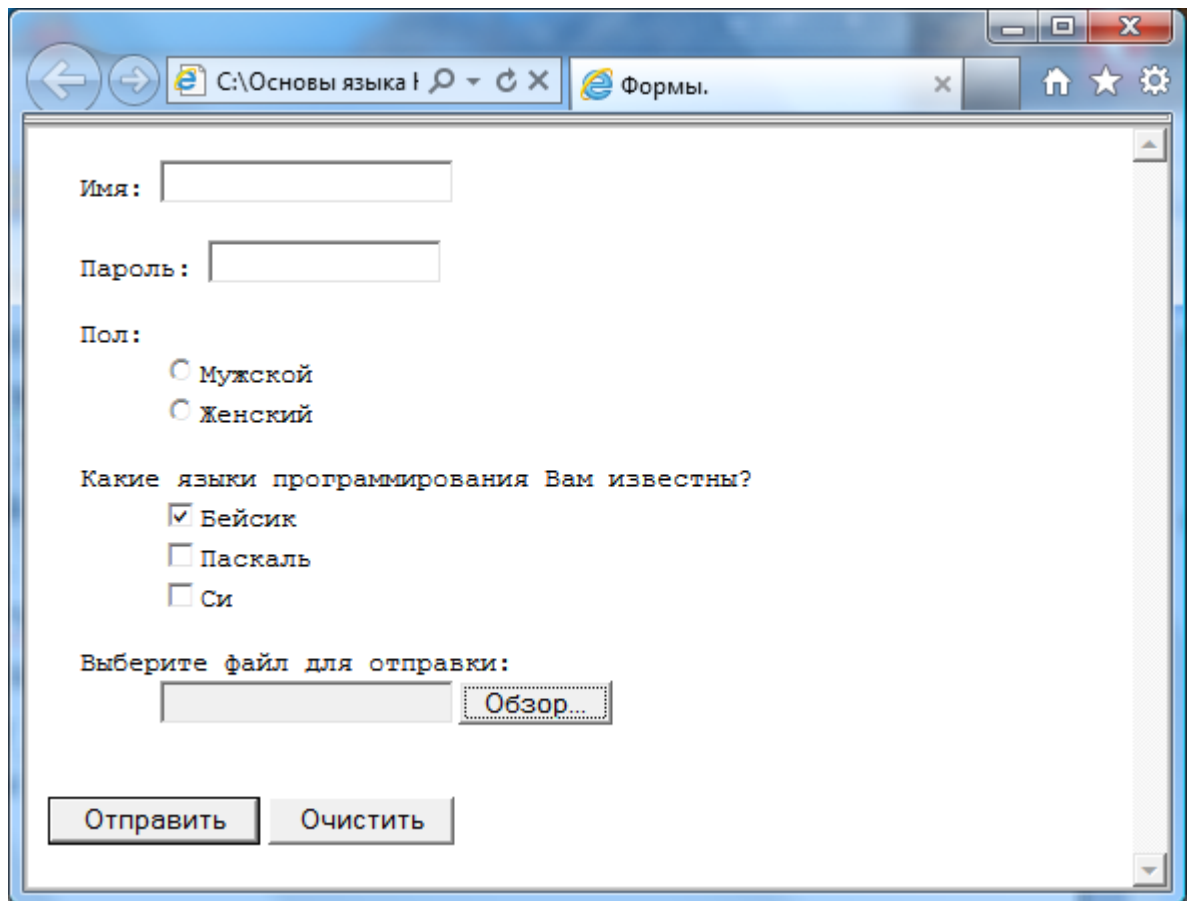 C:\Основы языка
Формы.
Имя:
Пароль:
Пол:
Мужской
Женский
Какие языки программирования Вам известны?
Бейсик
Паскаль
Си
Выберите файл для отправки:
Обзор...
Отправить Очистить